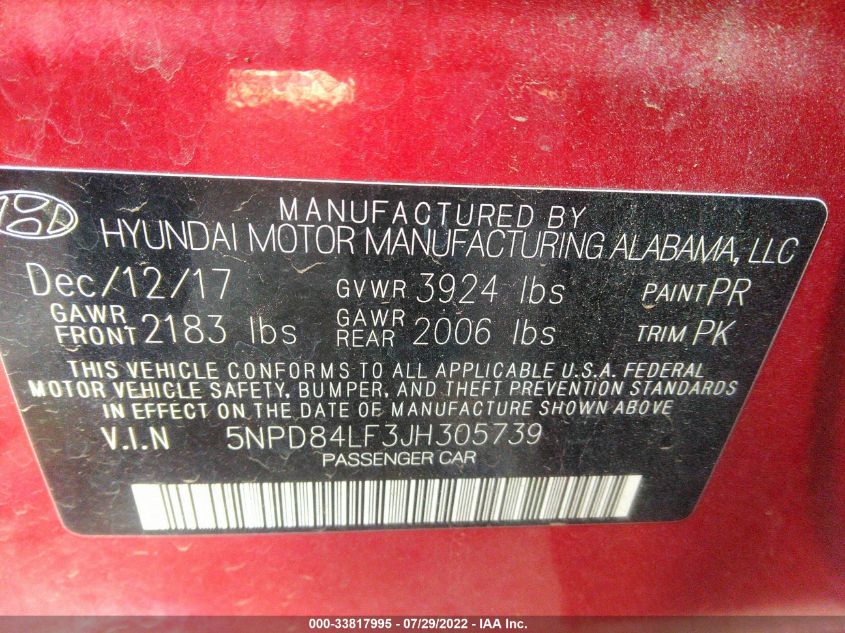 MANUFACTURED BY
HYUNDAI MOTOR MANUFACTURING ALABAMA, LLC
Dec/12/17 GVWR 3924 lbs PAINT PR
GAWR FRONT 2183 lbs GAWR REAR 2006 lbs TRIM PK
THIS VEHICLE CONFORMS TO ALL APPLICABLE U.S.A. FEDERAL
MOTOR VEHICLE SAFETY, BUMPER, AND THEFT PREVENTION STANDARDS
IN EFFECT ON THE DATE OF MANUFACTURE SHOWN ABOVE
V.I.N 5NPD84LF3JH305739
PASSENGER CAR
000-33817995 - 07/29/2022 - IAA Inc.